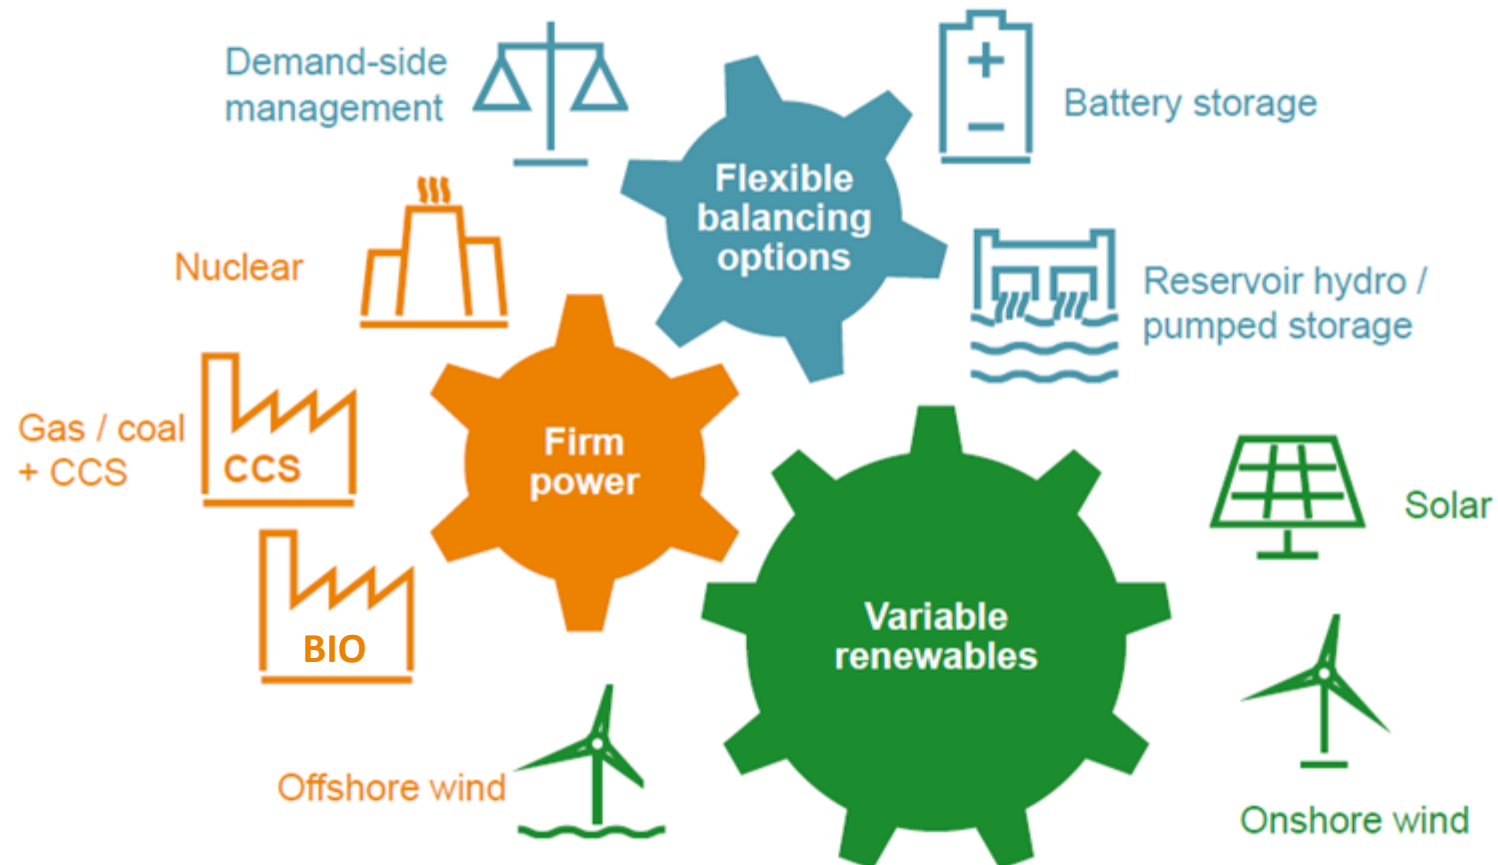 Demand-side
management
Battery storage
Flexible
balancing
options
Nuclear
Reservoir hydro /
pumped storage
Gas / coal
+ CCS
CCS
Firm
power
Solar
BIO
Variable
renewables
Offshore wind
Onshore wind